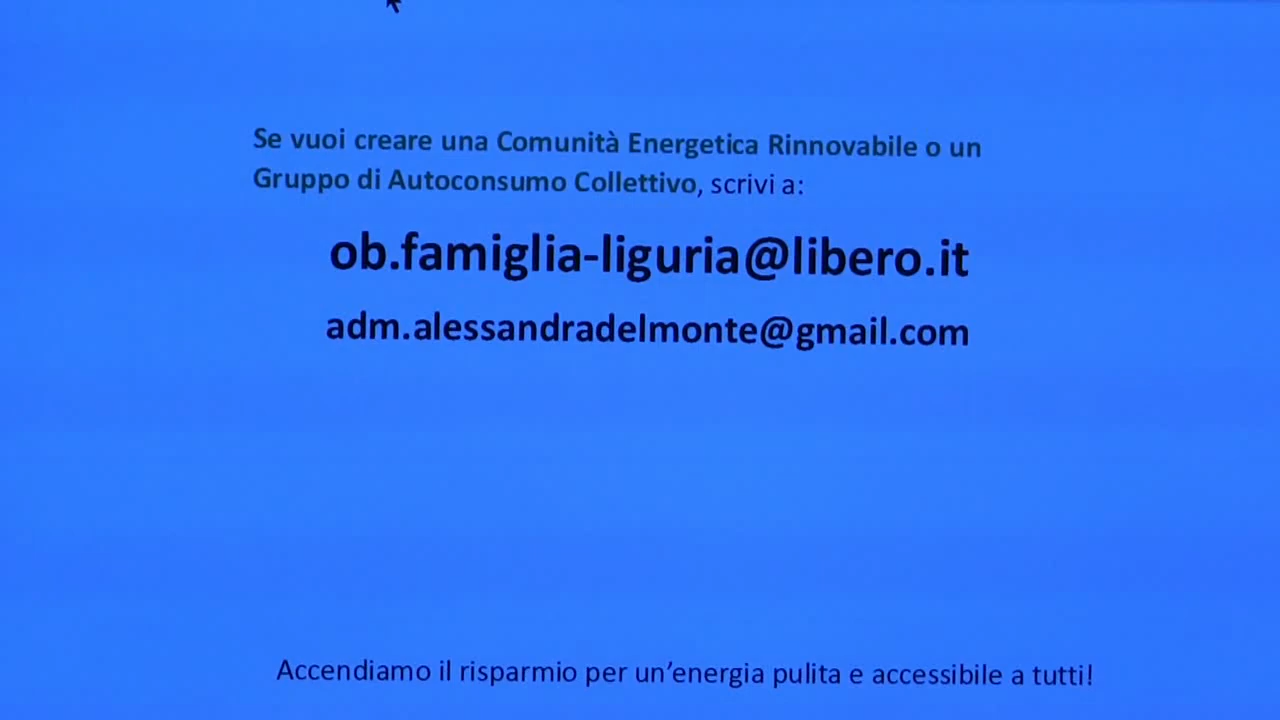 Se vuoi creare una Comunità Energetica Rinnovabile o un
Gruppo di Autoconsumo Collettivo, scrivi a:
ob.famiglia-liguria@libero.it
adm.alessandradelmonte@gmail.com
Accendiamo il risparmio per un’energia pulita e accessibile a tutti!